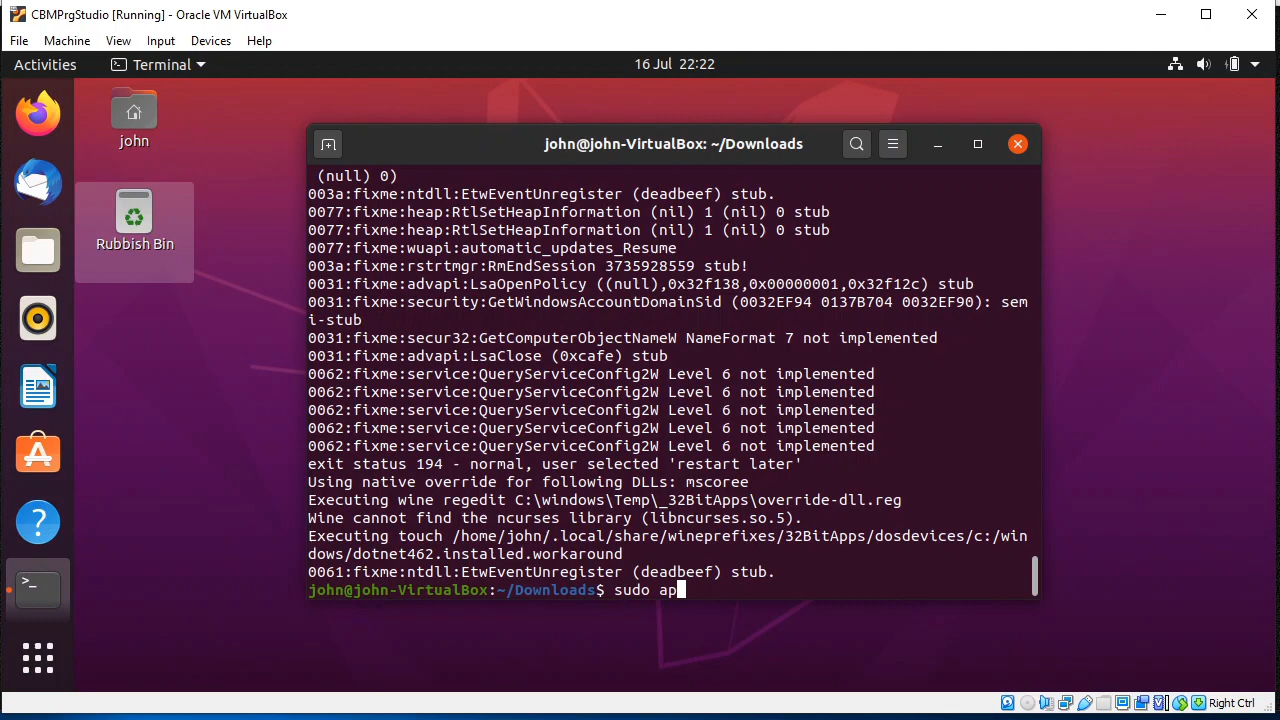 CBMPrgStudio [Running] - Oracle VM VirtualBox
File Machine View Input Devices Help
Activities Terminal 16 Jul 22:22
john
Rubbish Bin
john@john-VirtualBox: ~/Downloads
(null) 0)
003a:fixme:ntdll:EtwEventUnregister (deadbeef) stub.
0077:fixme:heap:RtlSetHeapInformation (nil) 1 (nil) 0 stub
0077:fixme:heap:RtlSetHeapInformation (nil) 1 (nil) 0 stub
0077:fixme:wuapi:automatic_updates_Resume
003a:fixme:rstrtmgr:RmEndSession 3735928559 stub!
0031:fixme:advapi:LsaOpenPolicy ((null),0x32f138,0x00000001,0x32f12c) stub
0031:fixme:security:GetWindowsAccountDomainSid (0032EF94 0137B704 0032EF90): sem
i-stub
0031:fixme:secur32:GetComputerObjectNameW NameFormat 7 not implemented
0031:fixme:advapi:LsaClose (0xcafe) stub
0062:fixme:service:QueryServiceConfig2W Level 6 not implemented
0062:fixme:service:QueryServiceConfig2W Level 6 not implemented
0062:fixme:service:QueryServiceConfig2W Level 6 not implemented
0062:fixme:service:QueryServiceConfig2W Level 6 not implemented
0062:fixme:service:QueryServiceConfig2W Level 6 not implemented
exit status 194 - normal, user selected 'restart later'
Using native override for following DLLs: mscoree
Executing wine regedit C:\windows\Temp\_32BitApps\override-dll.reg
Wine cannot find the ncurses library (libncurses.so.5).
Executing touch /home/john/.local/share/wineprefixes/32BitApps/dosdevices/c:/win
dows/dotnet462.installed.workaround
0061:fixme:ntdll:EtwEventUnregister (deadbeef) stub.
john@john-VirtualBox:~/Downloads$ sudo ap
Right Ctrl